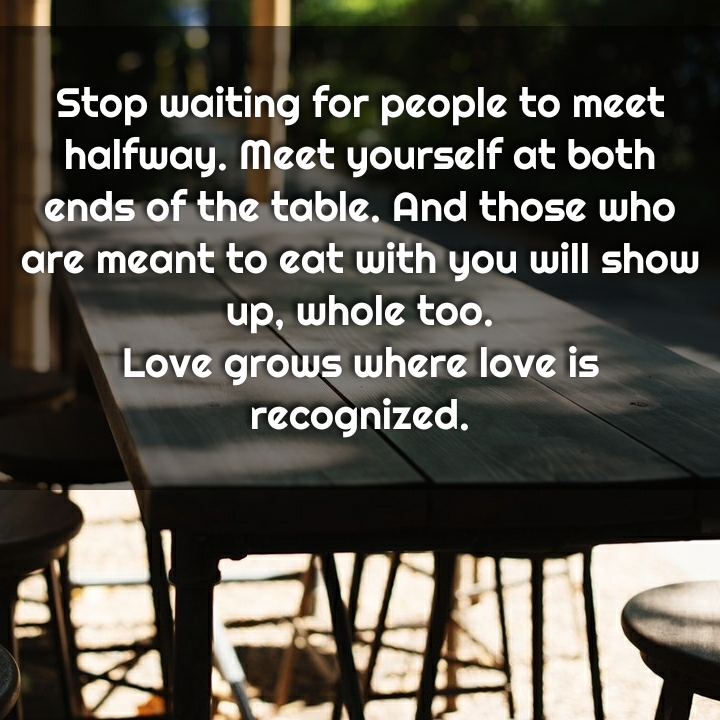 Stop waiting for people to meet
halfway. Meet yourself at both
ends of the table. And those who
are meant to eat with you will show
up, whole too.
Love grows where love is
recognized.